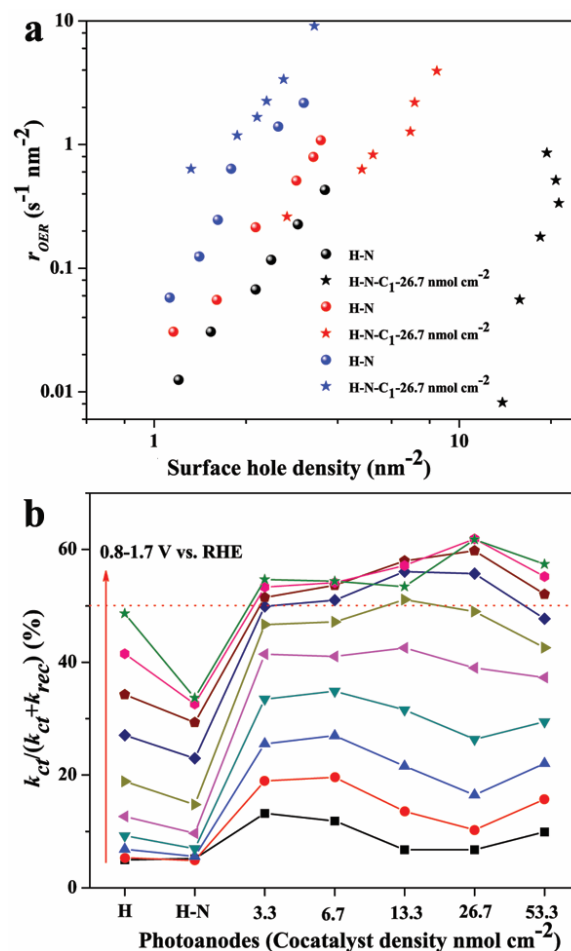 a
10
1
0.1
0.01
r_OER (s⁻¹ nm⁻²)
H-N
H-N-C₁-26.7 nmol cm⁻²
H-N
H-N-C₁-26.7 nmol cm⁻²
H-N
H-N-C₁-26.7 nmol cm⁻²
1 10
Surface hole density (nm⁻²)
b
0.8-1.7 V vs. RHE
60
40
20
0
k_ct/(k_ct+k_rec) (%)
H H-N 3.3 6.7 13.3 26.7 53.3
Photoanodes (Cocatalyst density nmol cm⁻²)